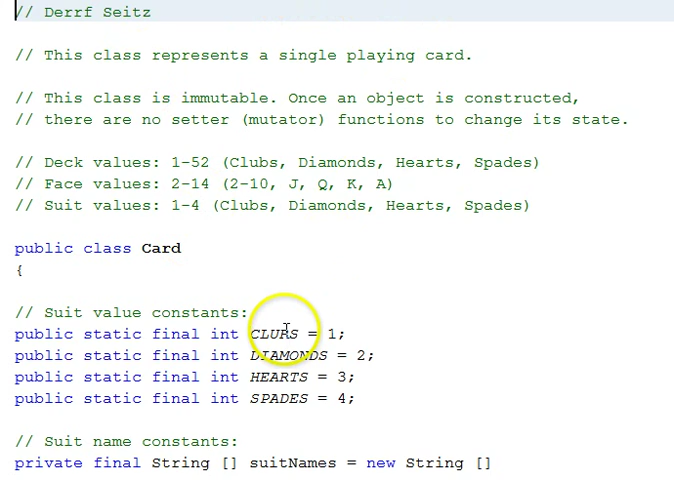 // Derrf Seitz
// This class represents a single playing card.
// This class is immutable. Once an object is constructed,
// there are no setter (mutator) functions to change its state.
// Deck values: 1-52 (Clubs, Diamonds, Hearts, Spades)
// Face values: 2-14 (2-10, J, Q, K, A)
// Suit values: 1-4 (Clubs, Diamonds, Hearts, Spades)
public class Card
{
// Suit value constants:
public static final int CLUBS = 1;
public static final int DIAMONDS = 2;
public static final int HEARTS = 3;
public static final int SPADES = 4;
// Suit name constants:
private final String [] suitNames = new String []